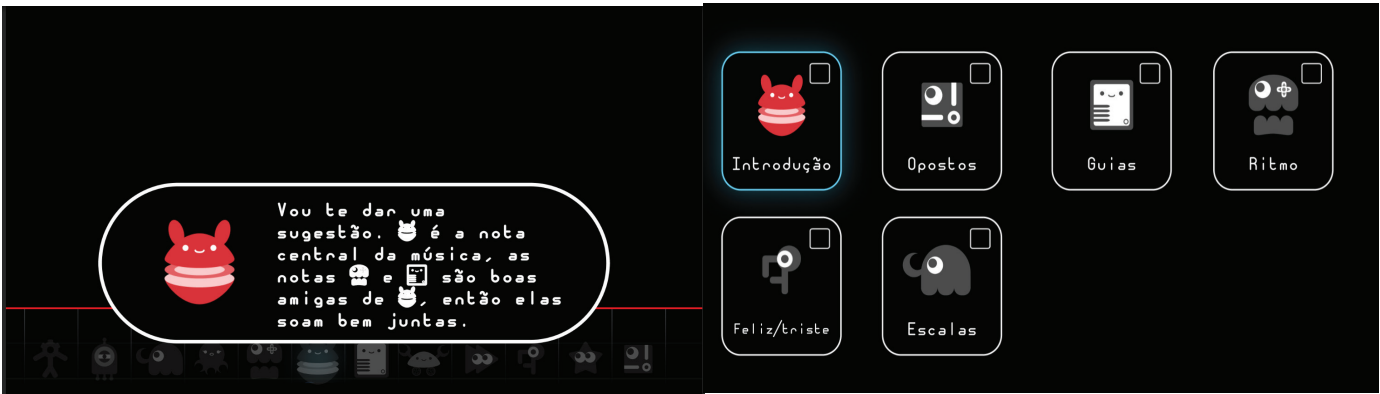 Vou te dar uma
sugestão. é a nota
central da música, as
notas e são boas
amigas de , então elas
soam bem juntas.
Introdução
Opostos
Guias
Ritmo
Feliz/triste
Escalas